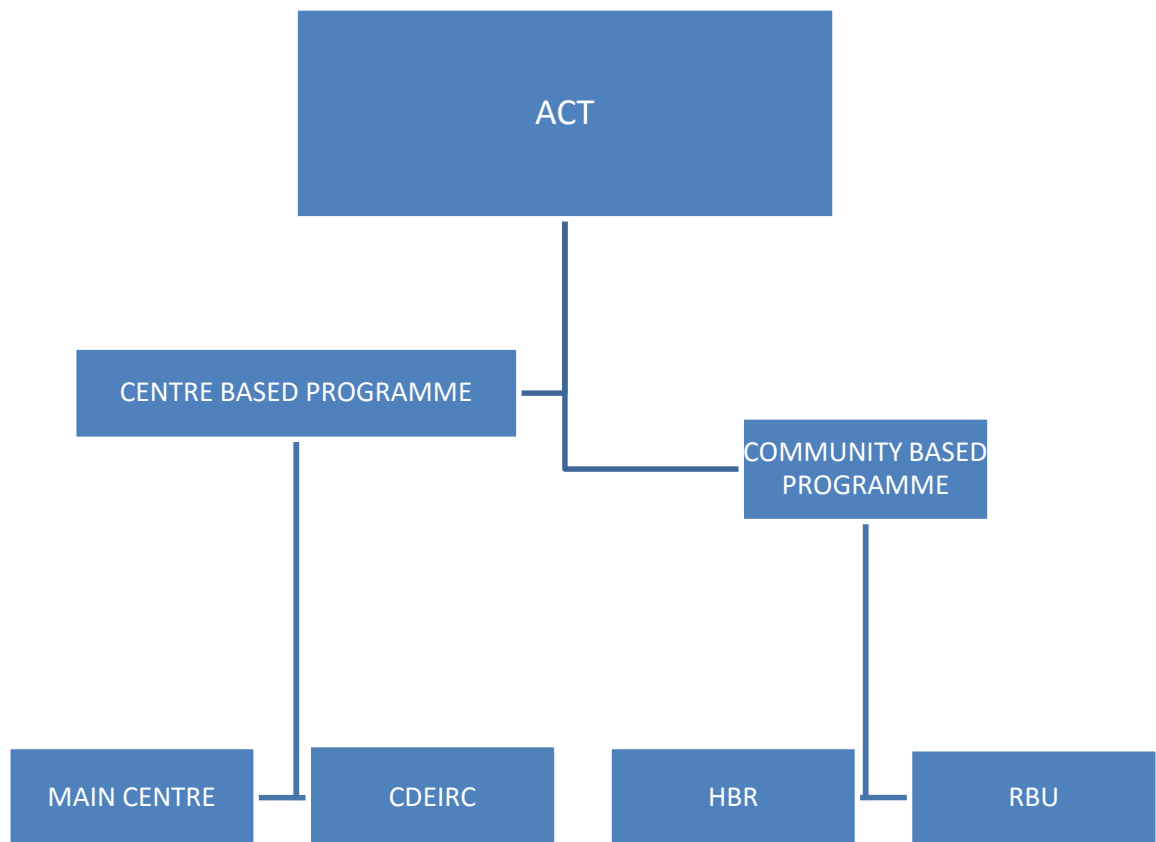 ACT
CENTRE BASED PROGRAMME
COMMUNITY BASED
PROGRAMME
MAIN CENTRE
CDEIRC
HBR
RBU